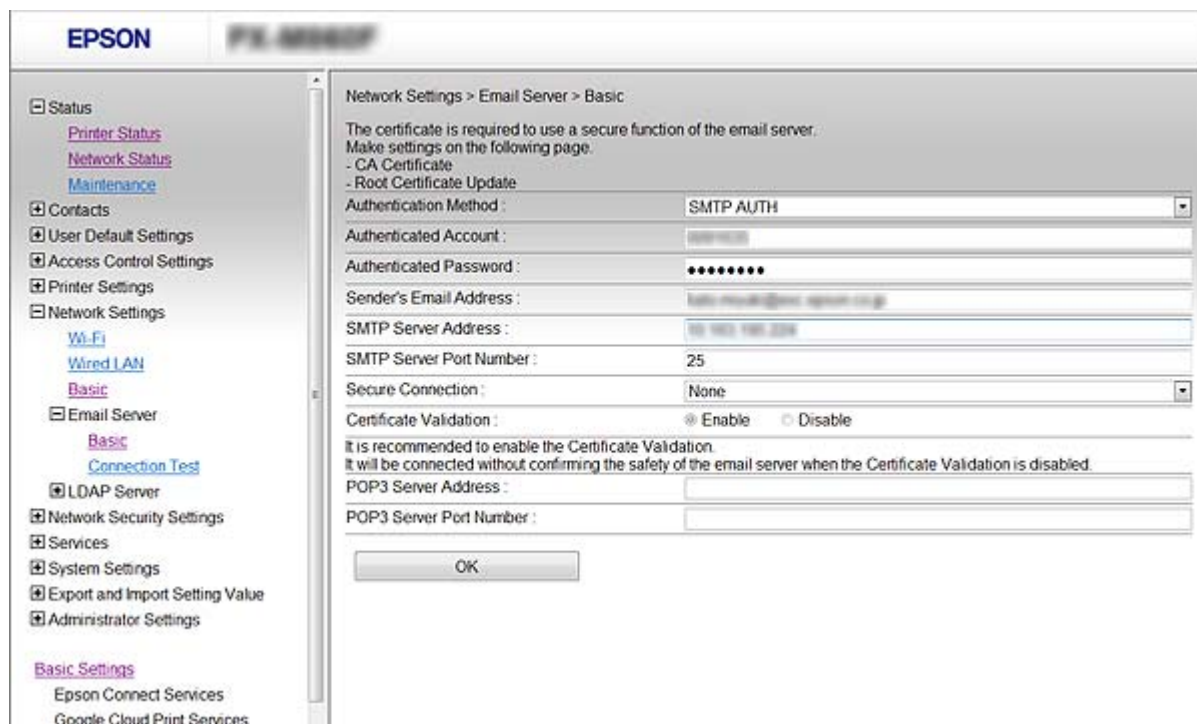 EPSON
Status
Printer Status
Network Status
Maintenance
Contacts
User Default Settings
Access Control Settings
Printer Settings
Network Settings
Wi-Fi
Wired LAN
Basic
Email Server
Basic
Connection Test
LDAP Server
Network Security Settings
Services
System Settings
Export and Import Setting Value
Administrator Settings
Basic Settings
Epson Connect Services
Google Cloud Print Services
Network Settings > Email Server > Basic
The certificate is required to use a secure function of the email server.
Make settings on the following page.
- CA Certificate
- Root Certificate Update
Authentication Method : SMTP AUTH
Authenticated Account :
Authenticated Password : ●●●●●●●●
Sender's Email Address :
SMTP Server Address :
SMTP Server Port Number : 25
Secure Connection : None
Certificate Validation : Enable Disable
It is recommended to enable the Certificate Validation.
It will be connected without confirming the safety of the email server when the Certificate Validation is disabled.
POP3 Server Address :
POP3 Server Port Number :
OK